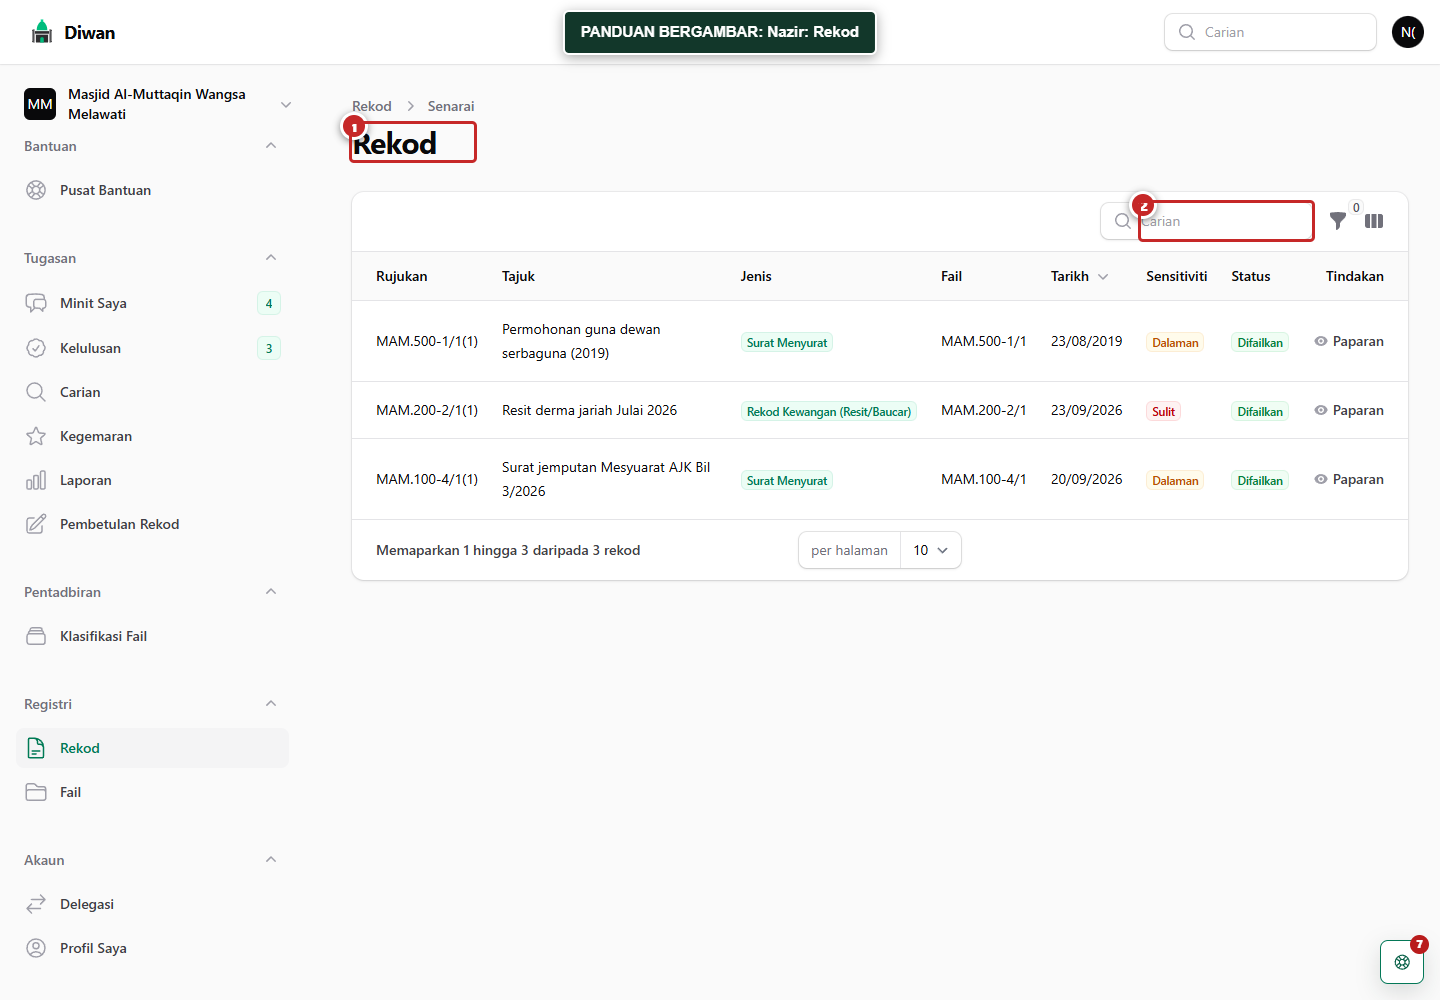 Diwan
PANDUAN BERGAMBAR: Nazir: Rekod
Carian
N(
MM
Masjid Al-Muttaqin Wangsa
Melawati
Bantuan
Pusat Bantuan
Tugasan
Minit Saya
4
Kelulusan
3
Carian
Kegemaran
Laporan
Pembetulan Rekod
Pentadbiran
Klasifikasi Fail
Registri
Rekod
Fail
Akaun
Delegasi
Profil Saya
Rekod
Senarai
1
Rekod
2
Carian
0
Rujukan
Tajuk
Jenis
Fail
Tarikh
Sensitiviti
Status
Tindakan
MAM.500-1/1(1)
Permohonan guna dewan
serbaguna (2019)
Surat Menyurat
MAM.500-1/1
23/08/2019
Dalaman
Difailkan
Paparan
MAM.200-2/1(1)
Resit derma jariah Julai 2026
Rekod Kewangan (Resit/Baucar)
MAM.200-2/1
23/09/2026
Sulit
Difailkan
Paparan
MAM.100-4/1(1)
Surat jemputan Mesyuarat AJK Bil
3/2026
Surat Menyurat
MAM.100-4/1
20/09/2026
Dalaman
Difailkan
Paparan
Memaparkan 1 hingga 3 daripada 3 rekod
per halaman
10
7